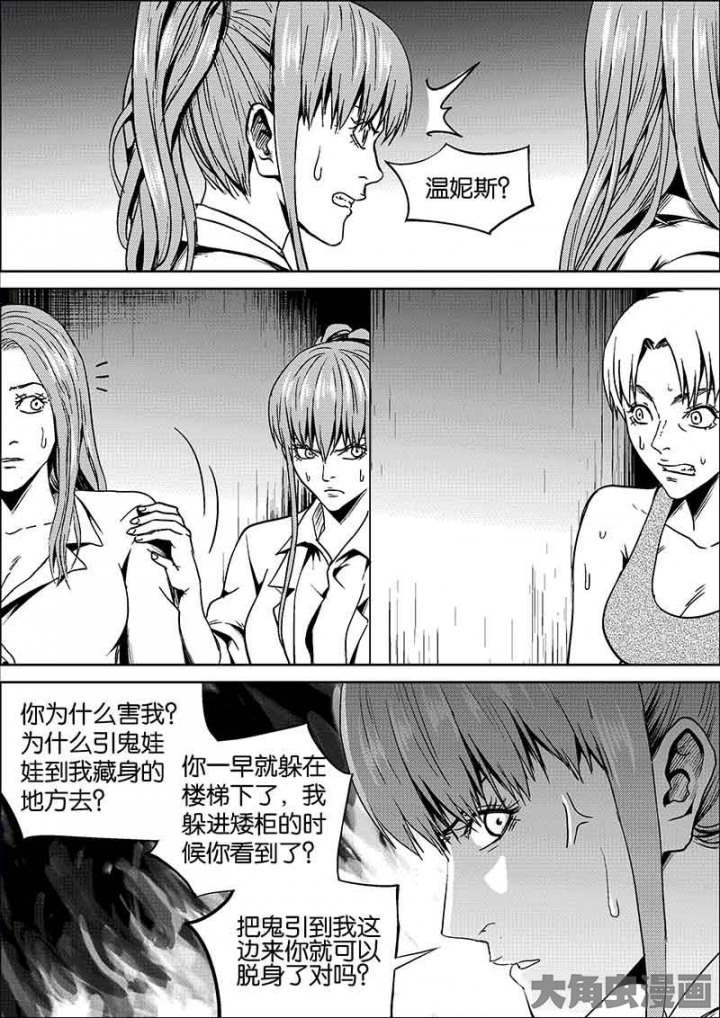 温妮斯？
你为什么害我？
为什么引鬼娃
娃到我藏身的
地方去？
你一早就躲在
楼梯下了，我
躲进矮柜的时
候你看到了？
把鬼引到我这
边来你就可以
脱身了对吗？
大角虫漫画